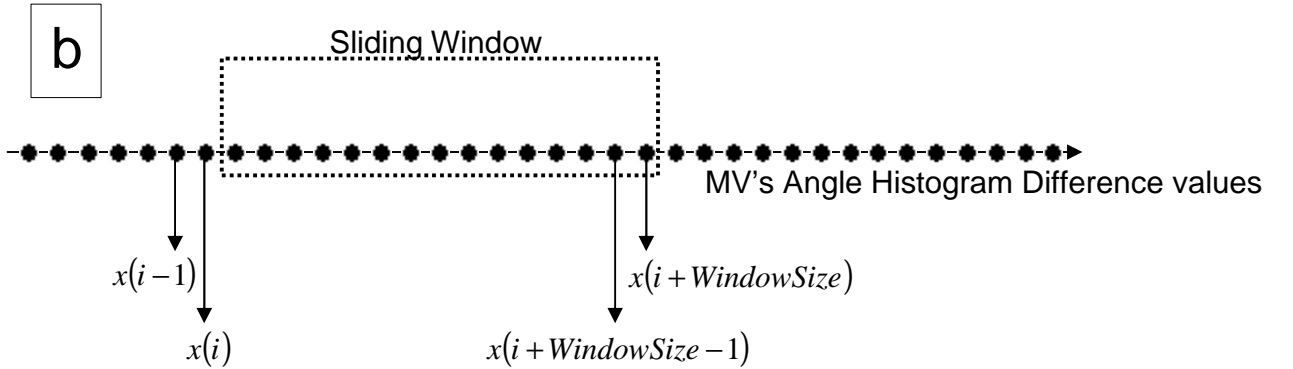 b
Sliding Window
MV's Angle Histogram Difference values
x(i−1)
x(i+WindowSize)
x(i)
x(i+WindowSize−1)